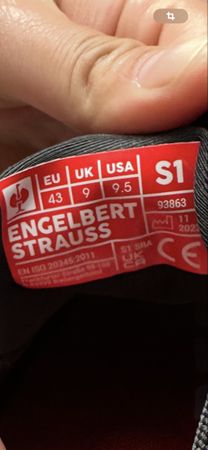 EU UK USA S1
43 9 9.5 93863
ENGELBERT 11
STRAUSS
S1 SRA UK CA CE
EN ISO 20345:2011